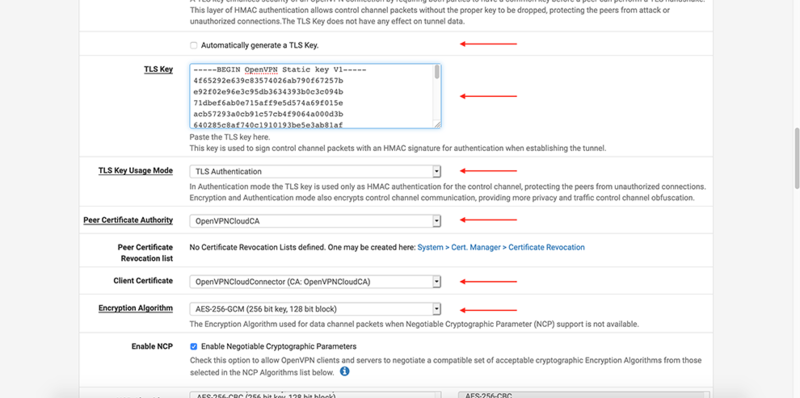 A TLS Key enhances security of an OpenVPN connection by requiring both parties to have a common key before a peer can perform a TLS handshake.
This layer of HMAC authentication allows control channel packets without the proper key to be dropped, protecting the peers from attack or
unauthorized connections.The TLS Key does not have any effect on tunnel data.
Automatically generate a TLS Key.
TLS Key
-----BEGIN OpenVPN Static key V1-----
4f65292e639c83574026ab790f67257b
e92f02e96e3c95db3634393b0c3c094b
71dbef6ab0e715aff9e5d574a69f015e
acb57293a0cb91c57cb4f9064a000d3b
640285c8af740c1910193be5e3ab81af
Paste the TLS key here.
This key is used to sign control channel packets with an HMAC signature for authentication when establishing the tunnel.
TLS Key Usage Mode
TLS Authentication
In Authentication mode the TLS key is used only as HMAC authentication for the control channel, protecting the peers from unauthorized connections.
Encryption and Authentication mode also encrypts control channel communication, providing more privacy and traffic control channel obfuscation.
Peer Certificate Authority
OpenVPNCloudCA
Peer Certificate
Revocation list
No Certificate Revocation Lists defined. One may be created here: System > Cert. Manager > Certificate Revocation
Client Certificate
OpenVPNCloudConnector (CA: OpenVPNCloudCA)
Encryption Algorithm
AES-256-GCM (256 bit key, 128 bit block)
The Encryption Algorithm used for data channel packets when Negotiable Cryptographic Parameter (NCP) support is not available.
Enable NCP
Enable Negotiable Cryptographic Parameters
Check this option to allow OpenVPN clients and servers to negotiate a compatible set of acceptable cryptographic Encryption Algorithms from those
selected in the NCP Algorithms list below.
AES-256-CBC (256 bit key, 128 bit block)
AES-256-CBC